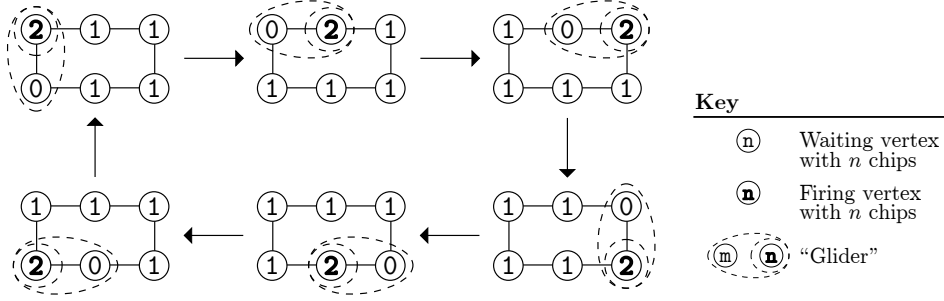 2 1 1 0 2 1 1 0 2
0 1 1 1 1 1 1 1 1
1 1 1 1 1 1 1 1 0
2 0 1 1 2 0 1 1 2
Key
n Waiting vertex
with n chips
n Firing vertex
with n chips
m n “Glider”